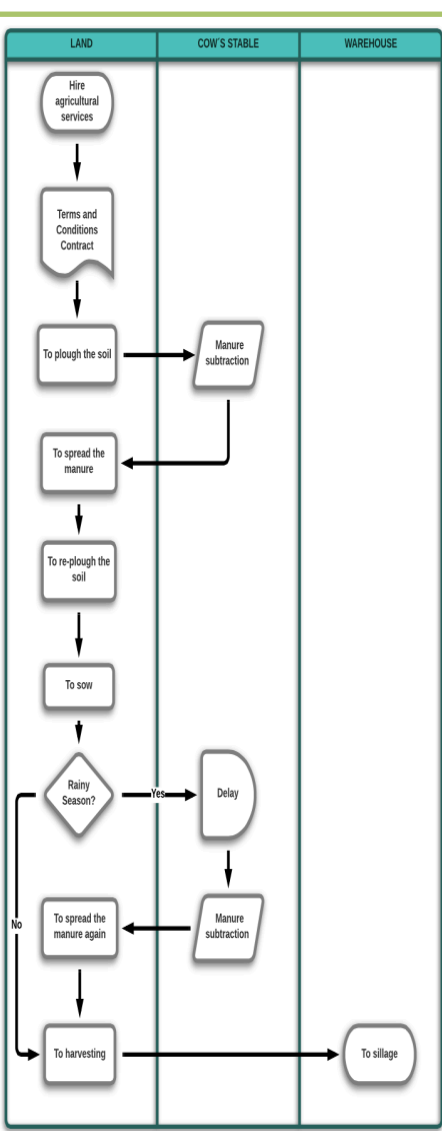 LAND
COW´S STABLE
WAREHOUSE
Hire
agricultural
services
Terms and
Conditions
Contract
To plough the soil
Manure
subtraction
To spread the
manure
To re-plough the
soil
To sow
Rainy
Season?
Yes
Delay
No
To spread the
manure again
Manure
subtraction
To harvesting
To sillage